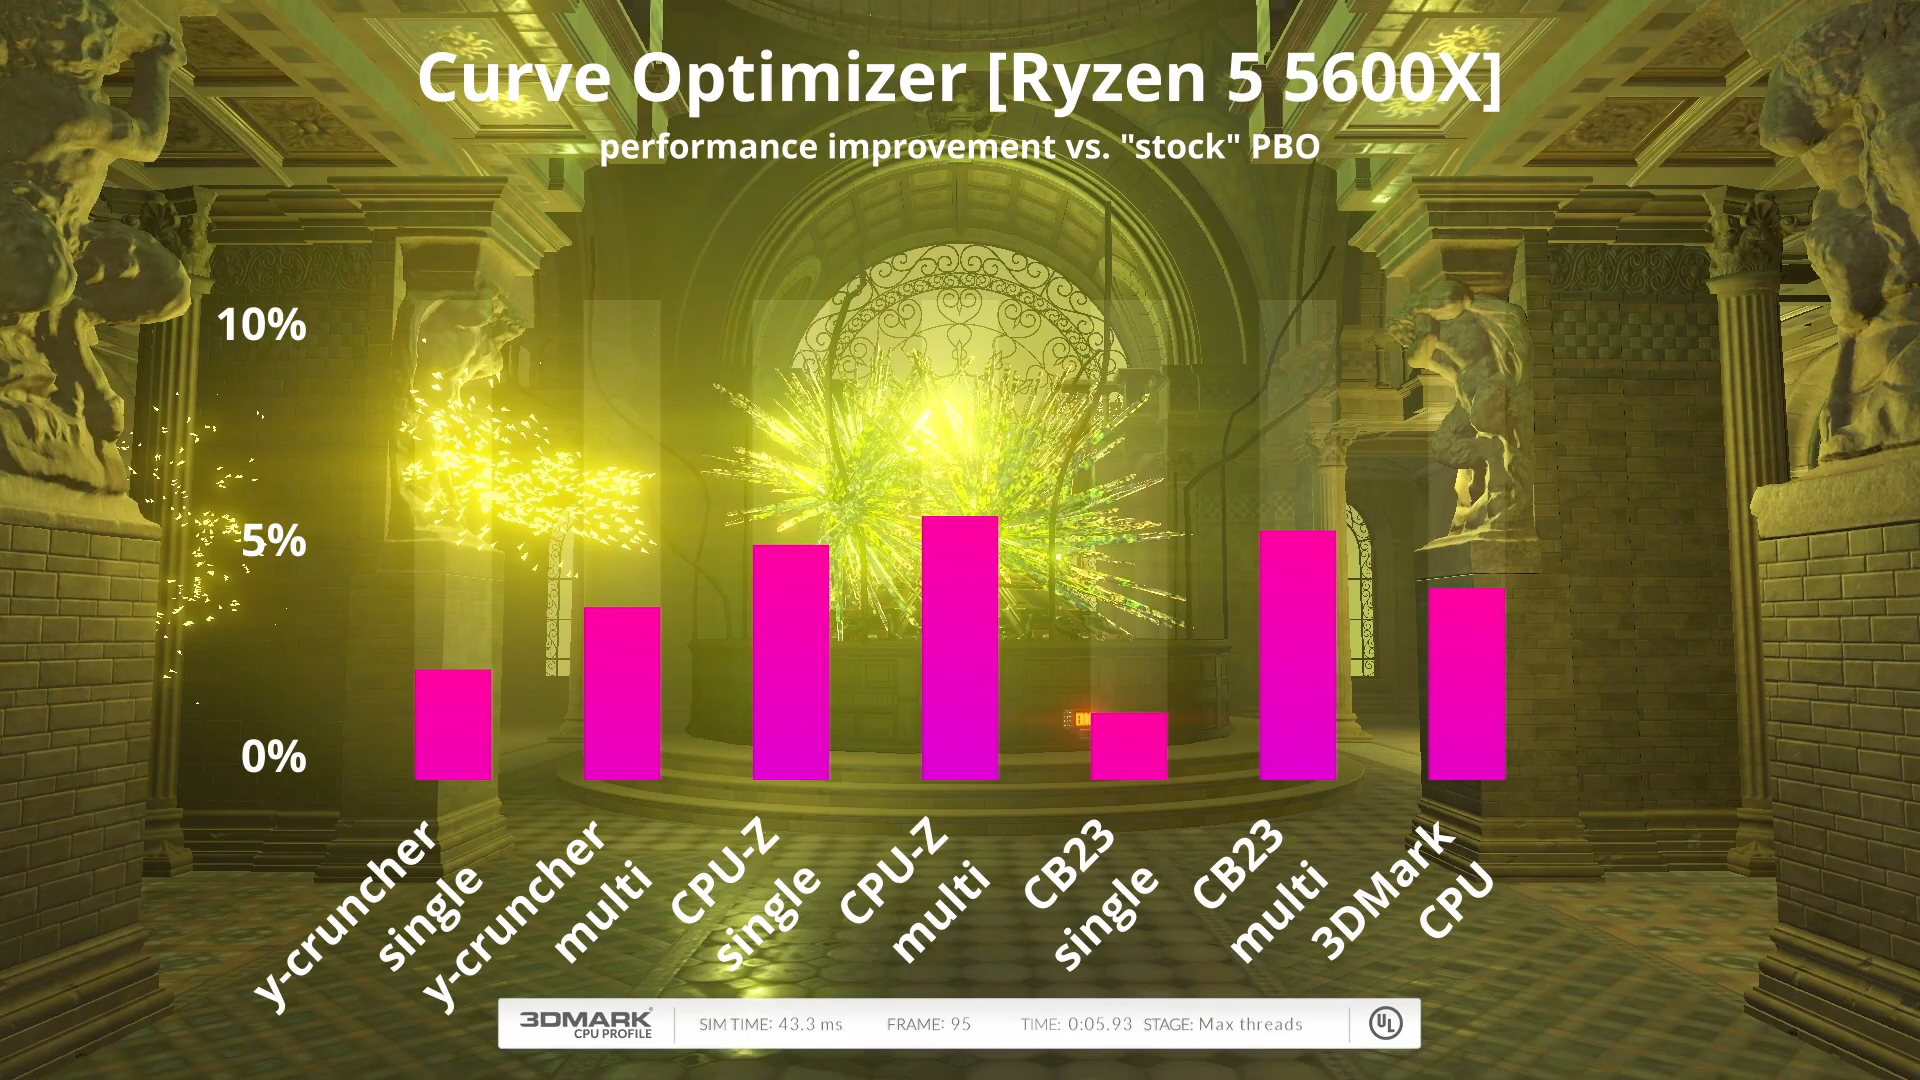 Curve Optimizer [Ryzen 5 5600X]
performance improvement vs. "stock" PBO
10%
5%
0%
y-cruncher
single
y-cruncher
multi
CPU-Z
single
CPU-Z
multi
CB23
single
CB23
multi
3DMark
CPU
3DMARK
CPU PROFILE
SIM TIME: 43.3 ms
FRAME: 95
TIME: 0:05.93
STAGE: Max threads
UL